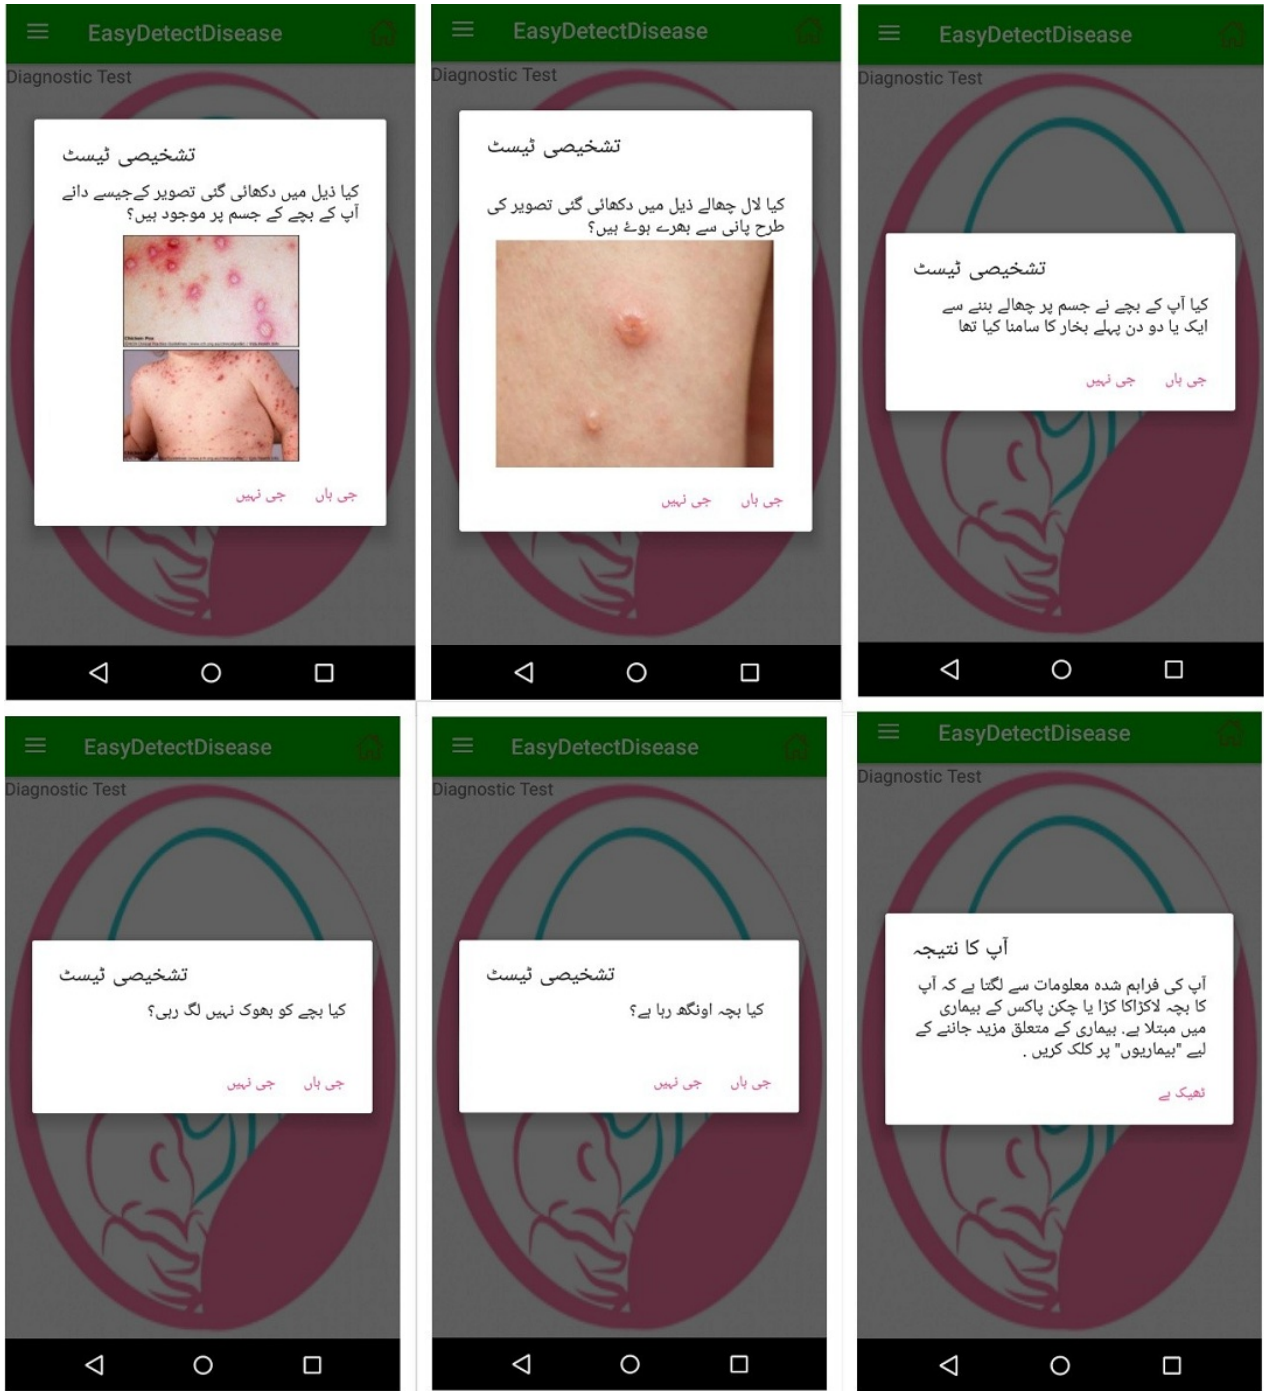 EasyDetectDisease
Diagnostic Test
تشخیصی ٹیسٹ
کیا ذیل میں دکھائی گئی تصویر کےجیسے دانے
آپ کے بچے کے جسم پر موجود ہیں؟
Chicken Pox
جی نہیں جی ہاں
EasyDetectDisease
Diagnostic Test
تشخیصی ٹیسٹ
کیا لال چھالے ذیل میں دکھائی گئی تصویر کی
طرح پانی سے بھرے ہوۓ ہیں؟
جی نہیں جی ہاں
EasyDetectDisease
Diagnostic Test
تشخیصی ٹیسٹ
کیا آپ کے بچے نے جسم پر چھالے بننے سے
ایک یا دو دن پہلے بخار کا سامنا کیا تھا
جی نہیں جی ہاں
EasyDetectDisease
Diagnostic Test
تشخیصی ٹیسٹ
کیا بچے کو بھوک نہیں لگ رہی؟
جی نہیں جی ہاں
EasyDetectDisease
Diagnostic Test
تشخیصی ٹیسٹ
کیا بچہ اونگھ رہا ہے؟
جی نہیں جی ہاں
EasyDetectDisease
Diagnostic Test
آپ کا نتیجہ
آپ کی فراہم شدہ معلومات سے لگتا ہے کہ آپ
کا بچہ لاکڑاکا کڑا یا چکن پاکس کے بیماری
میں مبتلا ہے. بیماری کے متعلق مزید جاننے کے
لیے "بیماریوں" پر کلک کریں .
ٹھیک ہے